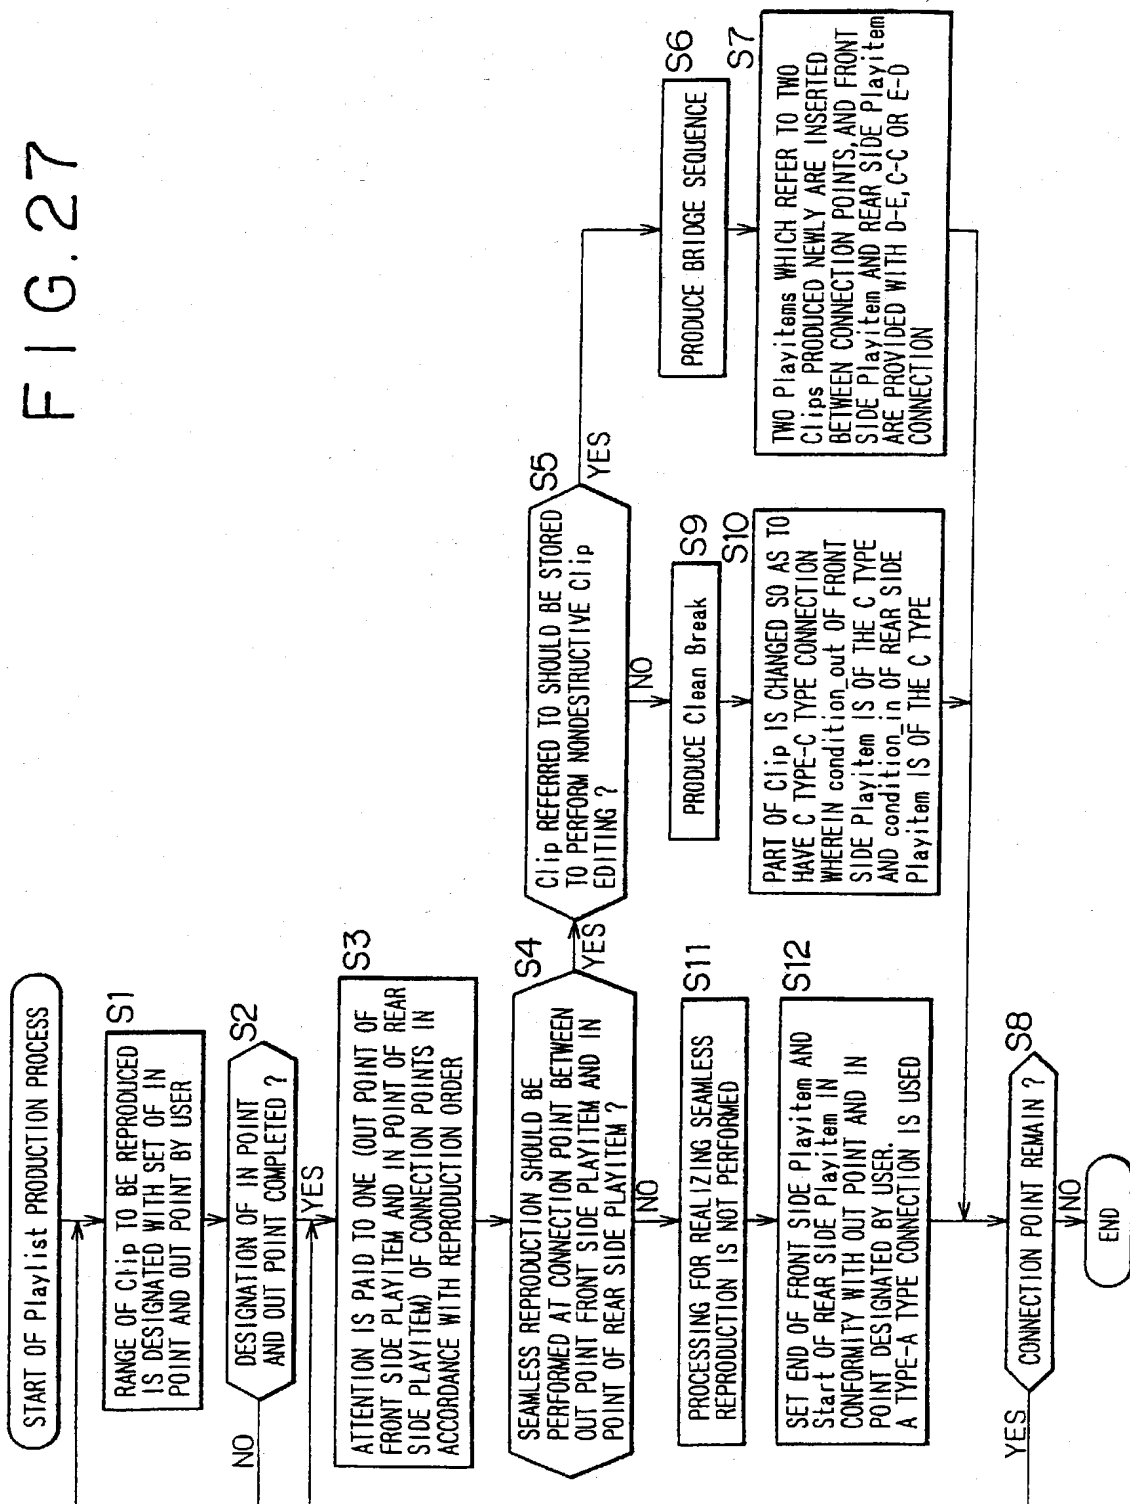 FIG.27
START OF Playlist PRODUCTION PROCESS
S1
RANGE OF Clip TO BE REPRODUCED
IS DESIGNATED WITH SET OF IN
POINT AND OUT POINT BY USER
S2
DESIGNATION OF IN POINT
AND OUT POINT COMPLETED ?
NO
YES
S3
ATTENTION IS PAID TO ONE (OUT POINT OF
FRONT SIDE PLAYITEM AND IN POINT OF REAR
SIDE PLAYITEM) OF CONNECTION POINTS IN
ACCORDANCE WITH REPRODUCTION ORDER
S4
SEAMLESS REPRODUCTION SHOULD BE
PERFORMED AT CONNECTION POINT BETWEEN
OUT POINT FRONT SIDE PLAYITEM AND IN
POINT OF REAR SIDE PLAYITEM ?
YES
NO
S5
Clip REFERRED TO SHOULD BE STORED
TO PERFORM NONDESTRUCTIVE Clip
EDITING ?
YES
NO
S6
PRODUCE BRIDGE SEQUENCE
S7
TWO Playitems WHICH REFER TO TWO
Clips PRODUCED NEWLY ARE INSERTED
BETWEEN CONNECTION POINTS, AND FRONT
SIDE Playitem AND REAR SIDE Playitem
ARE PROVIDED WITH D-E, C-C OR E-D
CONNECTION
S9
PRODUCE Clean Break
S10
PART OF Clip IS CHANGED SO AS TO
HAVE C TYPE-C TYPE CONNECTION
WHEREIN condition_out OF FRONT
SIDE Playitem IS OF THE C TYPE
AND condition_in OF REAR SIDE
Playitem IS OF THE C TYPE
S11
PROCESSING FOR REALIZING SEAMLESS
REPRODUCTION IS NOT PERFORMED
S12
SET END OF FRONT SIDE Playitem AND
Start OF REAR SIDE Playitem IN
CONFORMITY WITH OUT POINT AND IN
POINT DESIGNATED BY USER.
A TYPE-A TYPE CONNECTION IS USED
S8
CONNECTION POINT REMAIN ?
YES
NO
END